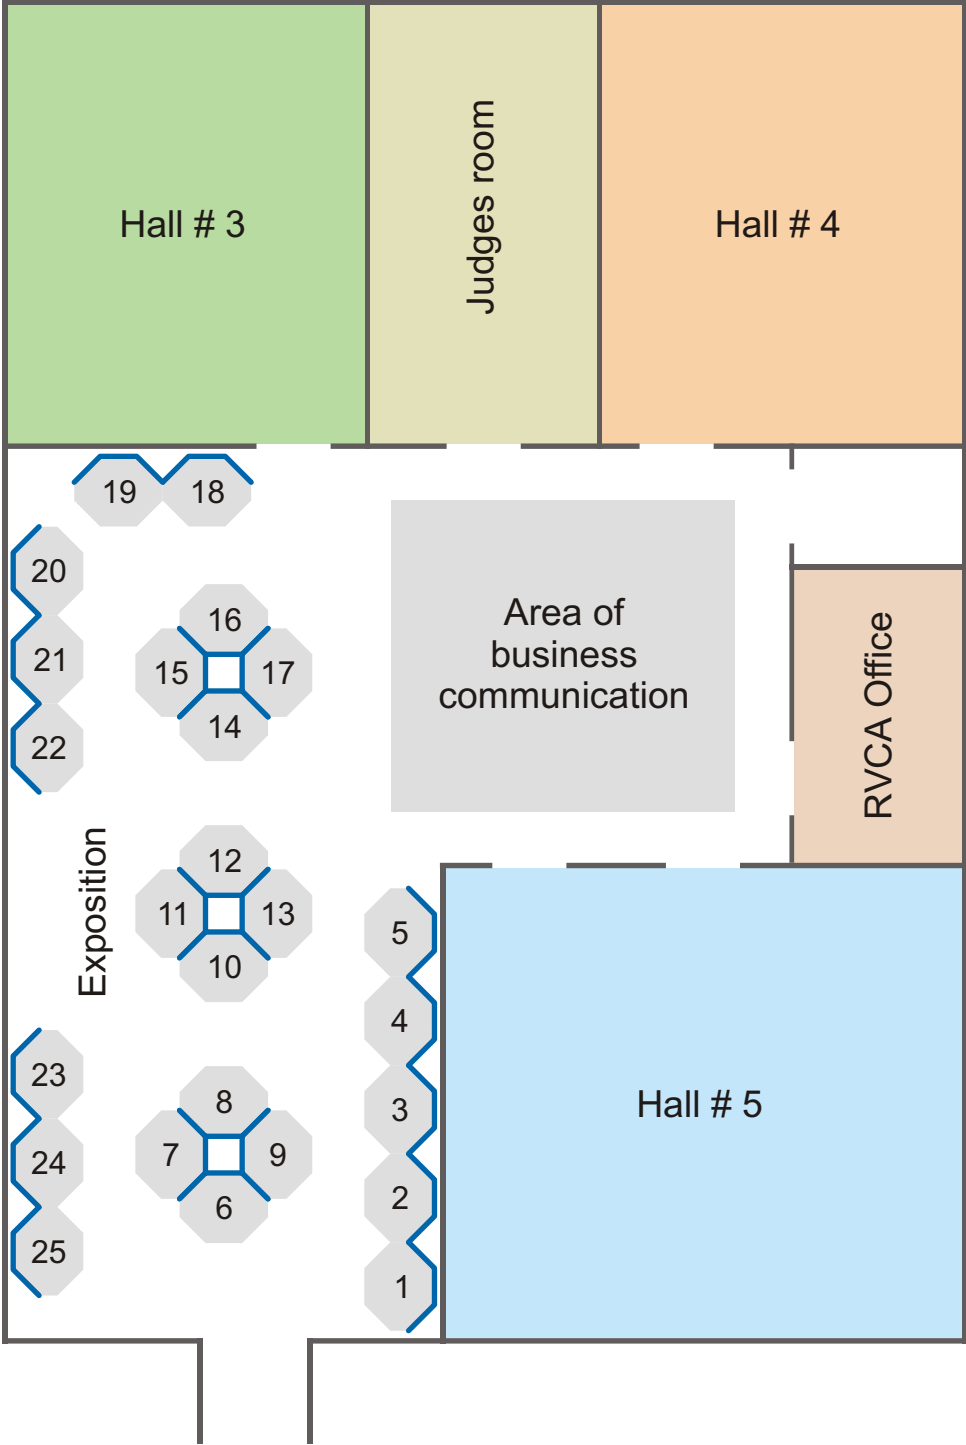 Hall # 3
Judges room
Hall # 4
19
18
20
21
22
16
15
17
14
Area of
business
communication
RVCA Office
Exposition
12
11
13
10
5
4
3
2
1
23
24
25
8
7
9
6
Hall # 5